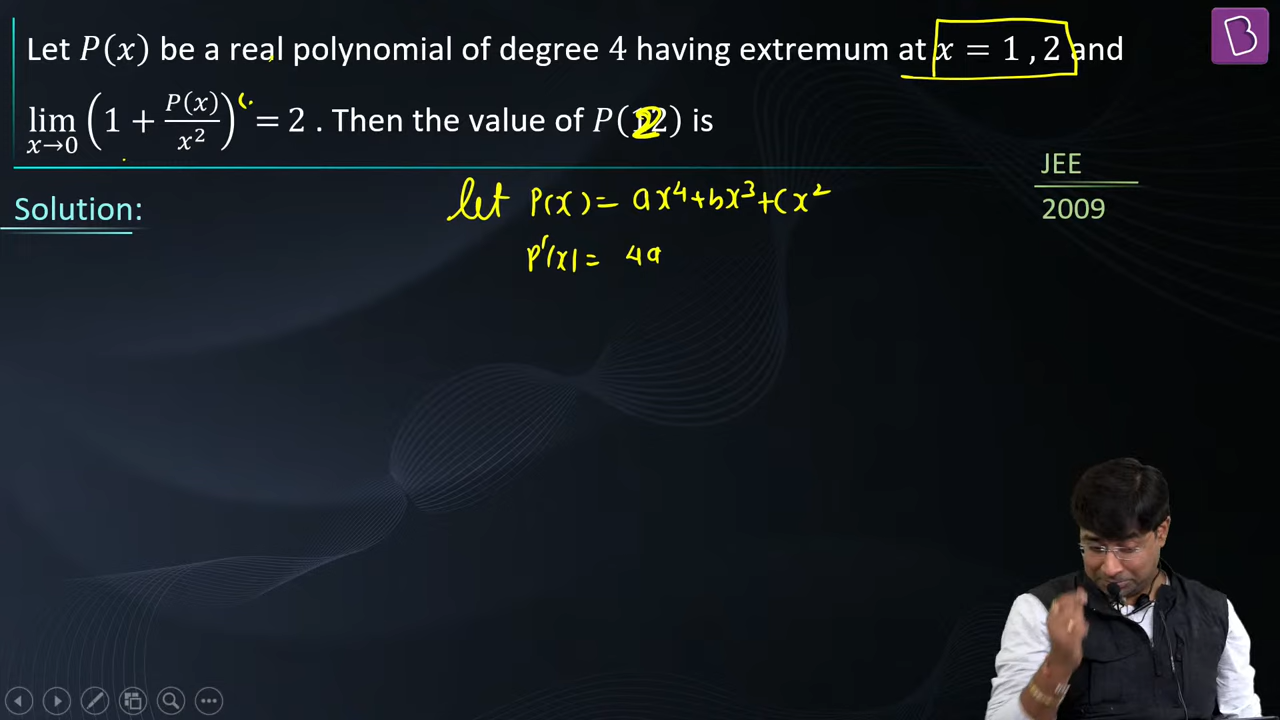 Let P(x) be a real polynomial of degree 4 having extremum at x = 1 , 2 and
lim x→0 (1 + P(x)/x²) = 2 . Then the value of P(2) is
JEE
2009
Solution:
let P(x) = ax⁴+bx³+cx²
P'(x) = 4a
B